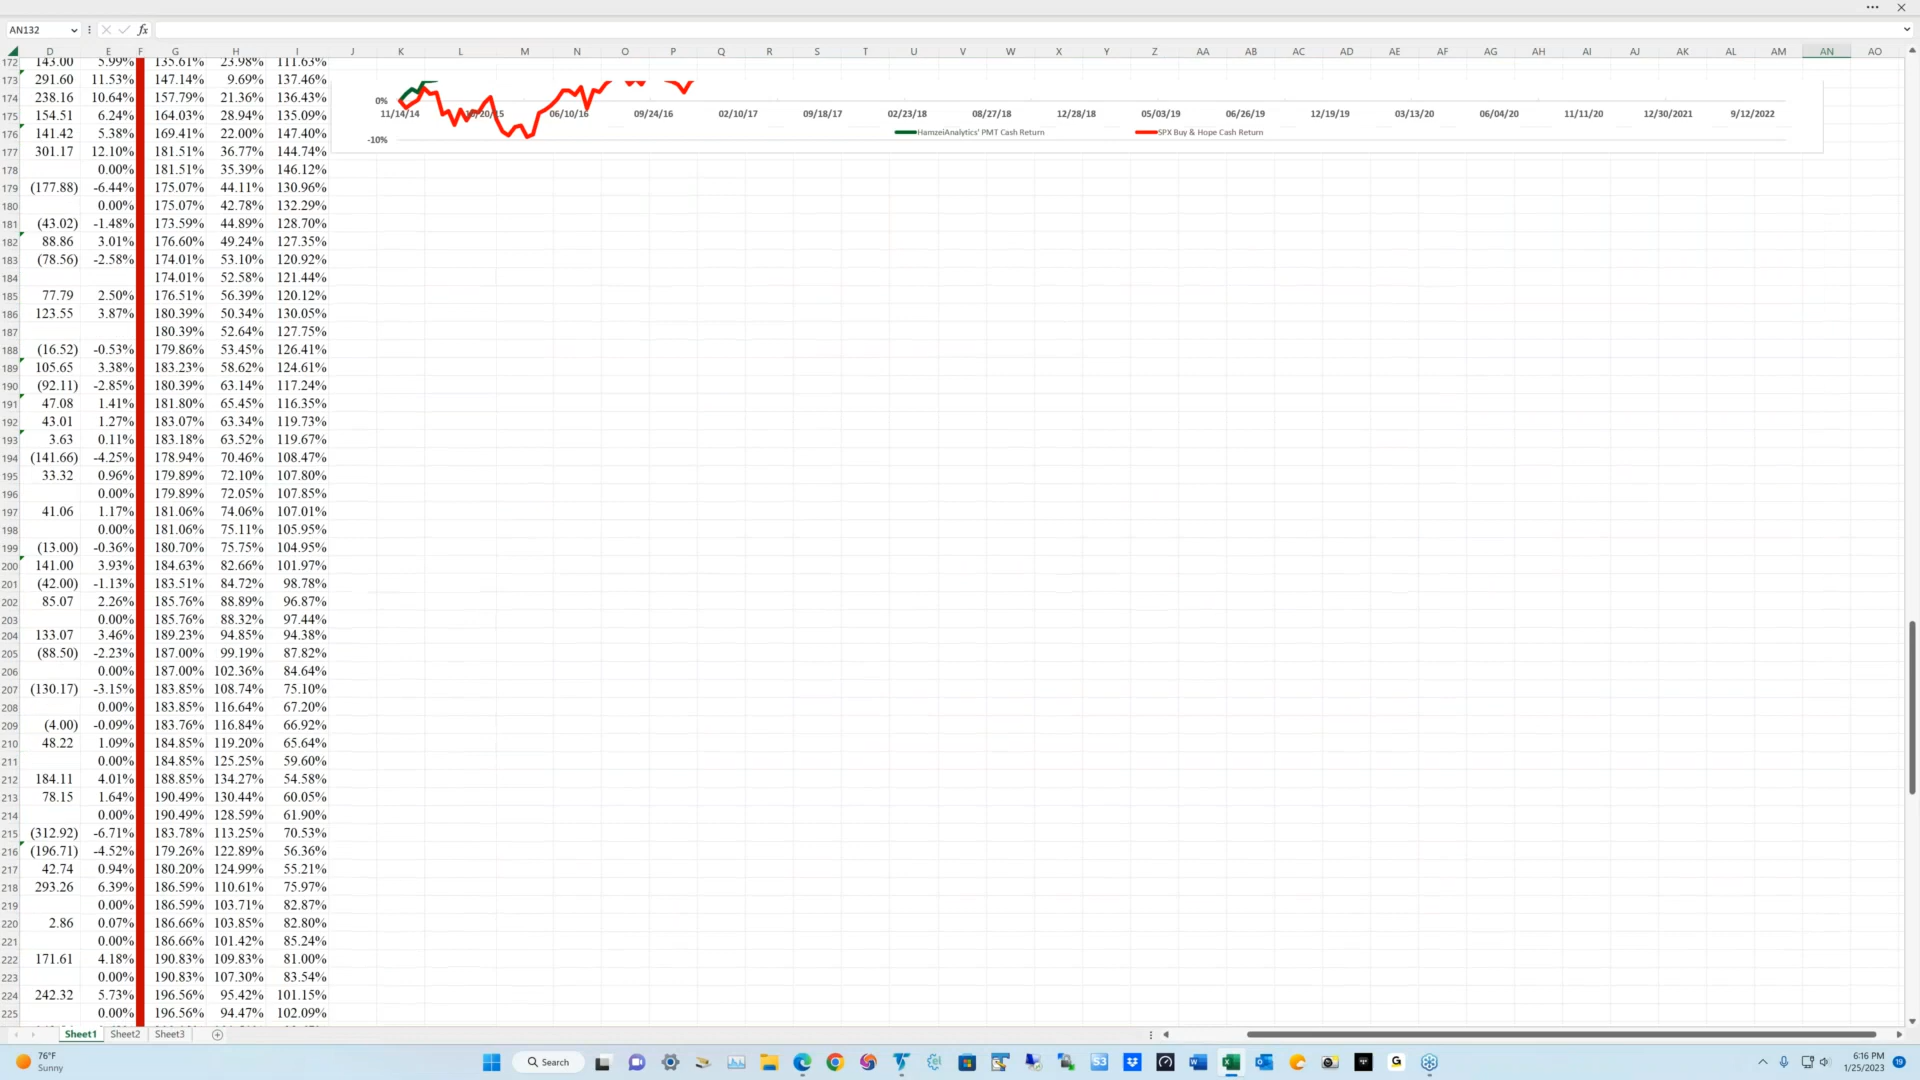 AN132
fx
D E F G H I J K L M N O P Q R S T U V W X Y Z AA AB AC AD AE AF AG AH AI AJ AK AL AM AN AO
172 143.00 5.99% 135.61% 23.98% 111.63%
173 291.60 11.53% 147.14% 9.69% 137.46%
174 238.16 10.64% 157.79% 21.36% 136.43%
175 154.51 6.24% 164.03% 28.94% 135.09%
176 141.42 5.38% 169.41% 22.00% 147.40%
177 301.17 12.10% 181.51% 36.77% 144.74%
178 0.00% 181.51% 35.39% 146.12%
179 (177.88) -6.44% 175.07% 44.11% 130.96%
180 0.00% 175.07% 42.78% 132.29%
181 (43.02) -1.48% 173.59% 44.89% 128.70%
182 88.86 3.01% 176.60% 49.24% 127.35%
183 (78.56) -2.58% 174.01% 53.10% 120.92%
184 174.01% 52.58% 121.44%
185 77.79 2.50% 176.51% 56.39% 120.12%
186 123.55 3.87% 180.39% 50.34% 130.05%
187 180.39% 52.64% 127.75%
188 (16.52) -0.53% 179.86% 53.45% 126.41%
189 105.65 3.38% 183.23% 58.62% 124.61%
190 (92.11) -2.85% 180.39% 63.14% 117.24%
191 47.08 1.41% 181.80% 65.45% 116.35%
192 43.01 1.27% 183.07% 63.34% 119.73%
193 3.63 0.11% 183.18% 63.52% 119.67%
194 (141.66) -4.25% 178.94% 70.46% 108.47%
195 33.32 0.96% 179.89% 72.10% 107.80%
196 0.00% 179.89% 72.05% 107.85%
197 41.06 1.17% 181.06% 74.06% 107.01%
198 0.00% 181.06% 75.11% 105.95%
199 (13.00) -0.36% 180.70% 75.75% 104.95%
200 141.00 3.93% 184.63% 82.66% 101.97%
201 (42.00) -1.13% 183.51% 84.72% 98.78%
202 85.07 2.26% 185.76% 88.89% 96.87%
203 0.00% 185.76% 88.32% 97.44%
204 133.07 3.46% 189.23% 94.85% 94.38%
205 (88.50) -2.23% 187.00% 99.19% 87.82%
206 0.00% 187.00% 102.36% 84.64%
207 (130.17) -3.15% 183.85% 108.74% 75.10%
208 0.00% 183.85% 116.64% 67.20%
209 (4.00) -0.09% 183.76% 116.84% 66.92%
210 48.22 1.09% 184.85% 119.20% 65.64%
211 0.00% 184.85% 125.25% 59.60%
212 184.11 4.01% 188.85% 134.27% 54.58%
213 78.15 1.64% 190.49% 130.44% 60.05%
214 0.00% 190.49% 128.59% 61.90%
215 (312.92) -6.71% 183.78% 113.25% 70.53%
216 (196.71) -4.52% 179.26% 122.89% 56.36%
217 42.74 0.94% 180.20% 124.99% 55.21%
218 293.26 6.39% 186.59% 110.61% 75.97%
219 0.00% 186.59% 103.71% 82.87%
220 2.86 0.07% 186.66% 103.85% 82.80%
221 0.00% 186.66% 101.42% 85.24%
222 171.61 4.18% 190.83% 109.83% 81.00%
223 0.00% 190.83% 107.30% 83.54%
224 242.32 5.73% 196.56% 95.42% 101.15%
225 0.00% 196.56% 94.47% 102.09%
0%
11/14/14 10/20/15 06/10/16 09/24/16 02/10/17 09/18/17 02/23/18 08/27/18 12/28/18 05/03/19 06/26/19 12/19/19 03/13/20 06/04/20 11/11/20 12/30/2021 9/12/2022
HamzeiAnalytics' PMT Cash Return SPX Buy & Hope Cash Return
-10%
Sheet1 Sheet2 Sheet3
76°F
Sunny
Search
S3
G
6:16 PM
1/25/2023
19